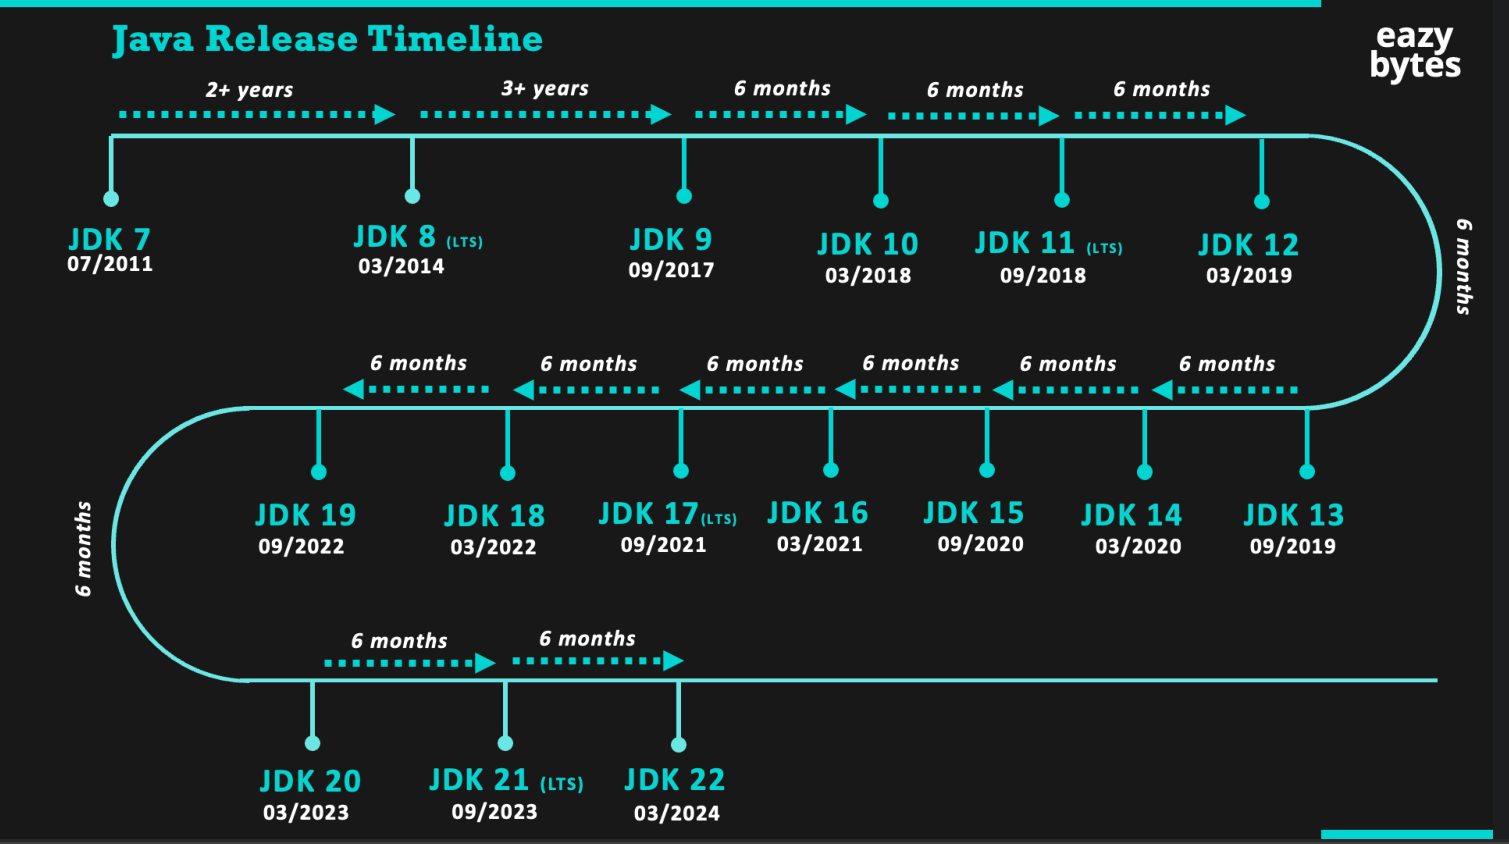 Java Release Timeline
eazy
bytes
2+ years
3+ years
6 months
6 months
6 months
JDK 7
07/2011
JDK 8 (LTS)
03/2014
JDK 9
09/2017
JDK 10
03/2018
JDK 11 (LTS)
09/2018
JDK 12
03/2019
6 months
6 months
6 months
6 months
6 months
6 months
6 months
JDK 19
09/2022
JDK 18
03/2022
JDK 17(LTS)
09/2021
JDK 16
03/2021
JDK 15
09/2020
JDK 14
03/2020
JDK 13
09/2019
6 months
6 months
6 months
JDK 20
03/2023
JDK 21 (LTS)
09/2023
JDK 22
03/2024